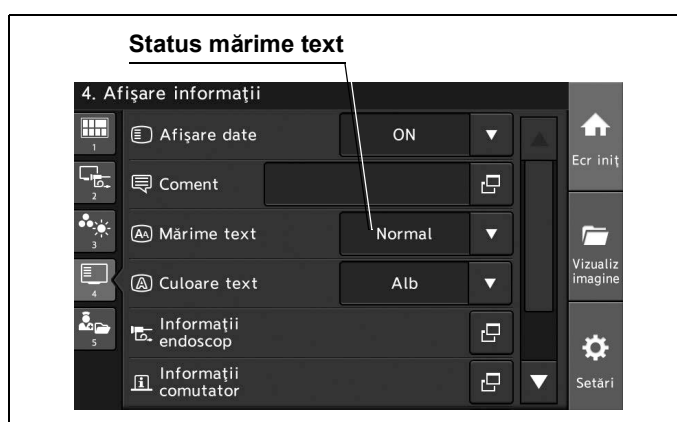 Status mărime text
4. Afişare informaţii
1
Afişare date
ON
Ecr iniţ
2
Coment
3
Mărime text
Normal
Vizualiz
imagine
4
Culoare text
Alb
5
Informaţii
endoscop
Informaţii
comutator
Setări